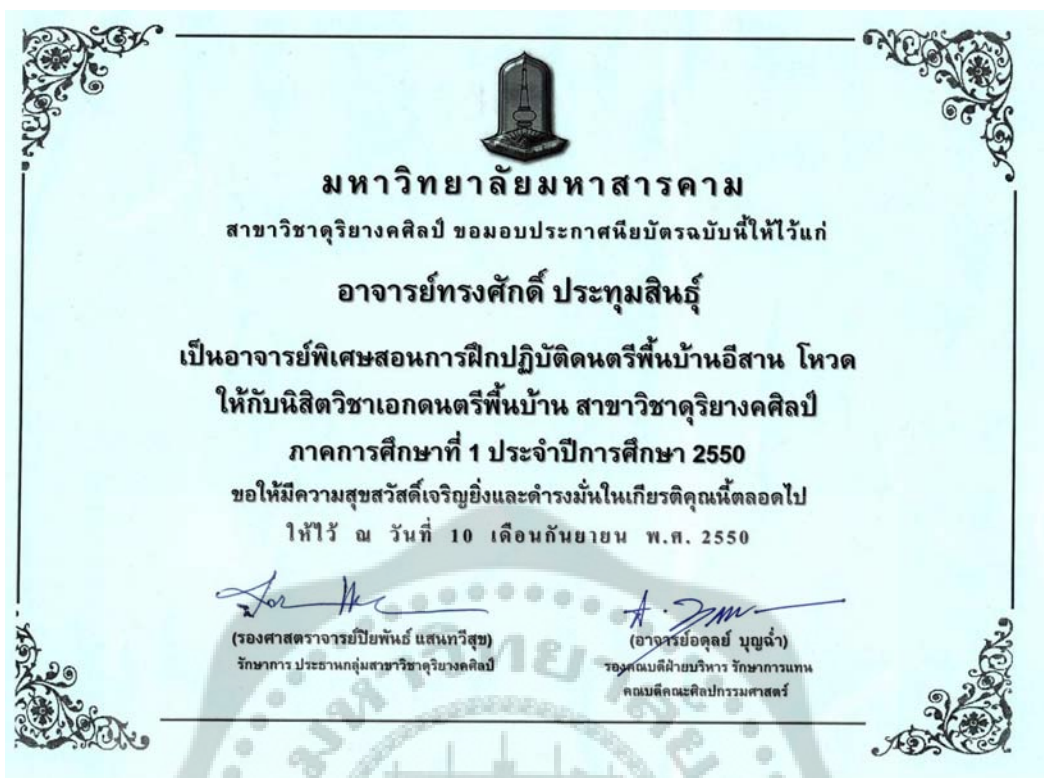 มหาวิทยาลัยมหาสารคาม
สาขาวิชาดุริยางคศิลป์ ขอมอบประกาศนียบัตรฉบับนี้ให้ไว้แก่
อาจารย์ทรงศักดิ์ ประทุมสินธุ์
เป็นอาจารย์พิเศษสอนการฝึกปฏิบัติดนตรีพื้นบ้านอีสาน โหวด
ให้กับนิสิตวิชาเอกดนตรีพื้นบ้าน สาขาวิชาดุริยางคศิลป์
ภาคการศึกษาที่ 1 ประจำปีการศึกษา 2550
ขอให้มีความสุขสวัสดิ์เจริญยิ่งและดำรงมั่นในเกียรติคุณนี้ตลอดไป
ให้ไว้ ณ วันที่ 10 เดือนกันยายน พ.ศ. 2550
(รองศาสตราจารย์ปิยพันธ์ แสนทวีสุข)
รักษาการ ประธานกลุ่มสาขาวิชาดุริยางคศิลป์
(อาจารย์อดุลย์ บุญฉ่ำ)
รองคณบดีฝ่ายบริหาร รักษาการแทน
คณบดีคณะศิลปกรรมศาสตร์
มหาวิทยาลัย